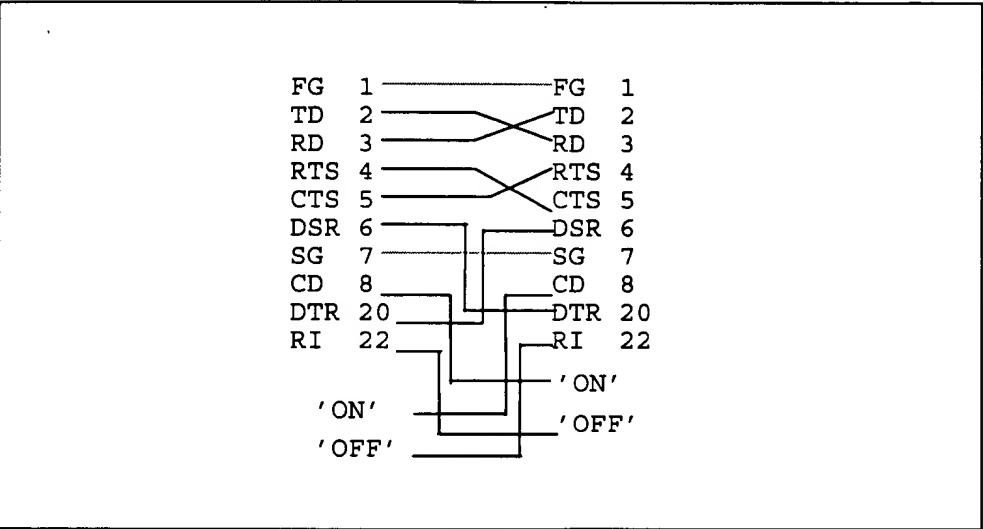 FG 1 FG 1
TD 2 TD 2
RD 3 RD 3
RTS 4 RTS 4
CTS 5 CTS 5
DSR 6 DSR 6
SG 7 SG 7
CD 8 CD 8
DTR 20 DTR 20
RI 22 RI 22
'ON'
'ON'
'OFF'
'OFF'